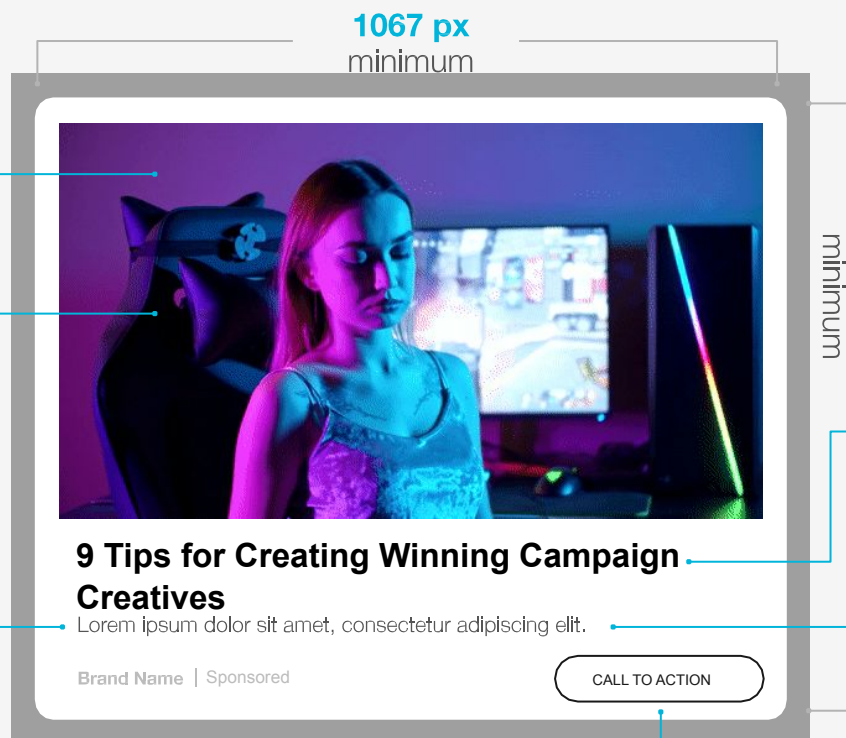 1067 px
minimum
minimum
9 Tips for Creating Winning Campaign
Creatives
Lorem ipsum dolor sit amet, consectetur adipiscing elit.
Brand Name | Sponsored
CALL TO ACTION